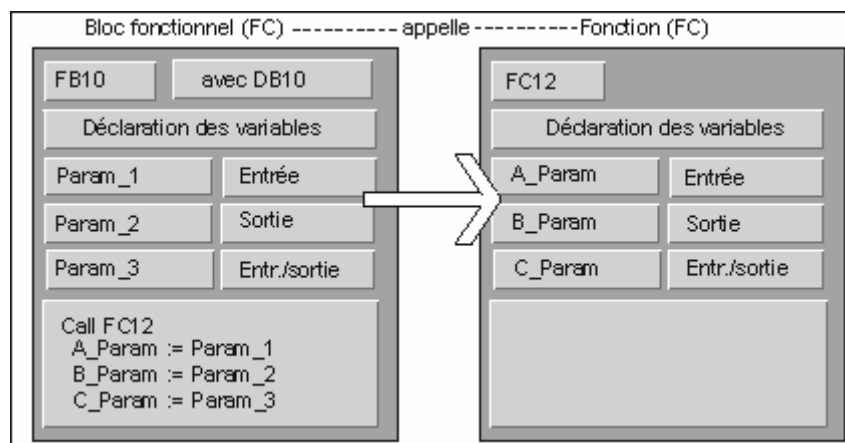 Bloc fonctionnel (FC) ---------- appelle ----------Fonction (FC)
FB10
avec DB10
Déclaration des variables
Param_1
Entrée
Param_2
Sortie
Param_3
Entr./sortie
Call FC12
A_Param := Param_1
B_Param := Param_2
C_Param := Param_3
FC12
Déclaration des variables
A_Param
Entrée
B_Param
Sortie
C_Param
Entr./sortie